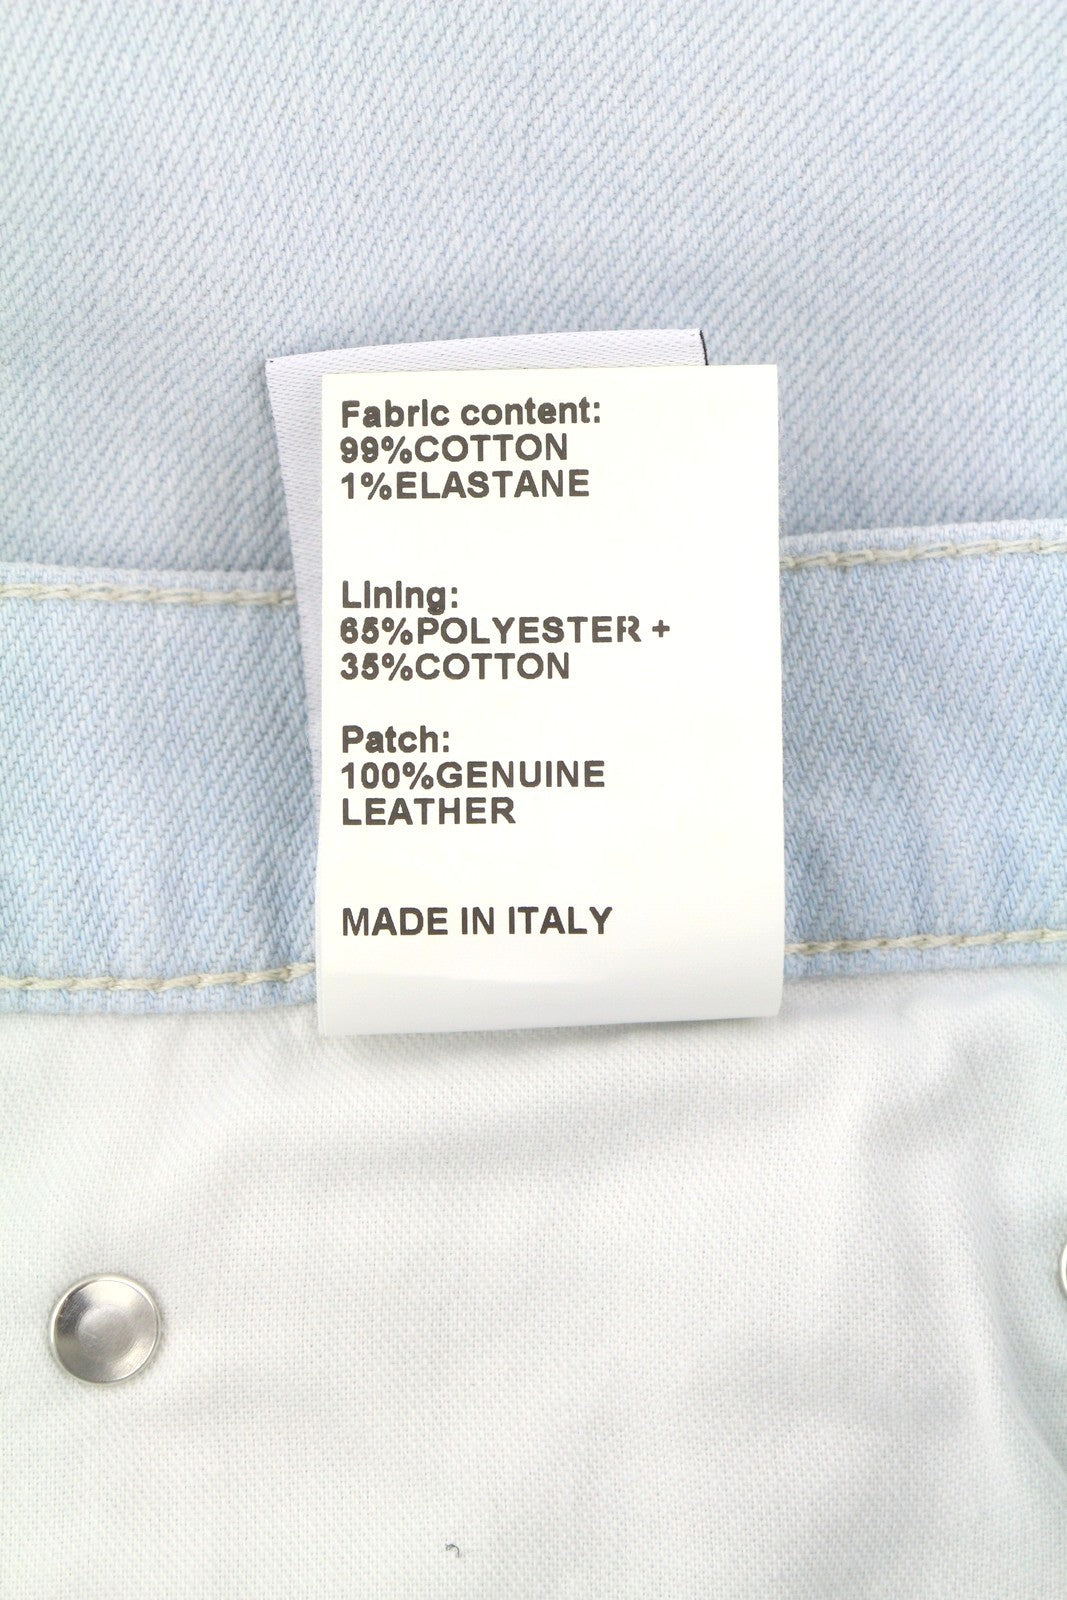 Fabric content:
99%COTTON
1%ELASTANE
Lining:
65%POLYESTER +
35%COTTON
Patch:
100%GENUINE
LEATHER
MADE IN ITALY